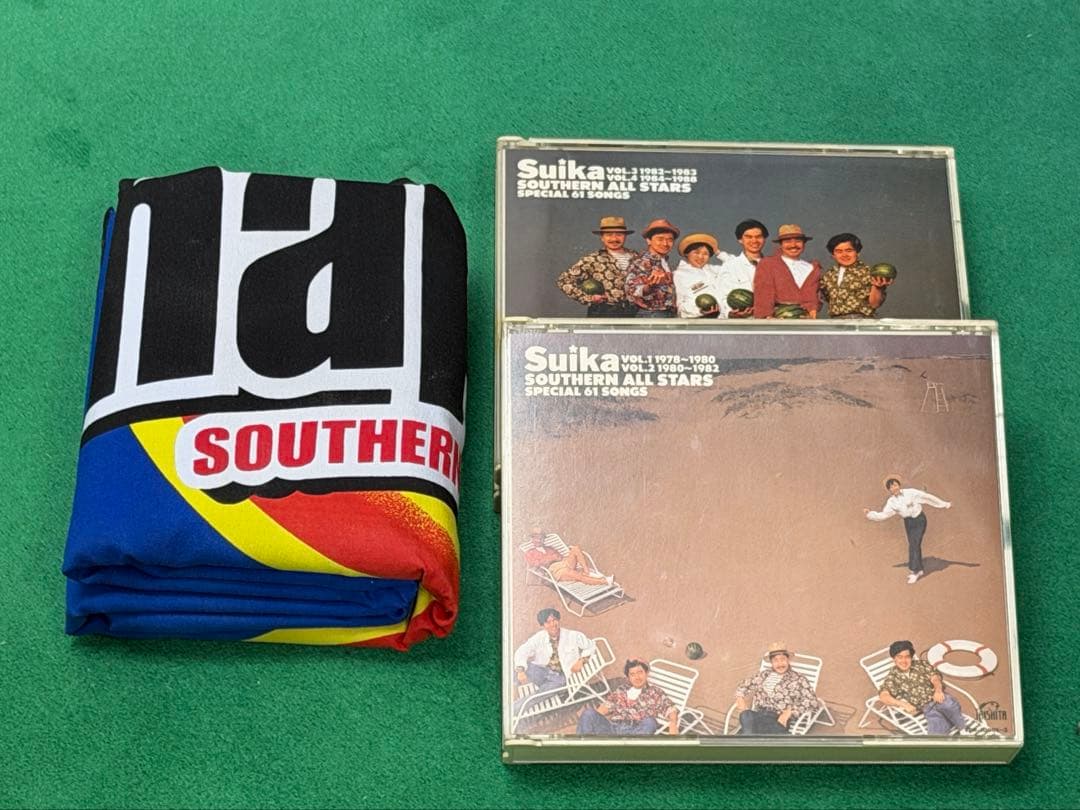 na
SOUTHERN
Suika VOL.3 1982~1983
VOL.4 1984~1988
SOUTHERN ALL STARS
SPECIAL 61 SONGS
Suika VOL.1 1978~1980
VOL.2 1980~1982
SOUTHERN ALL STARS
SPECIAL 61 SONGS